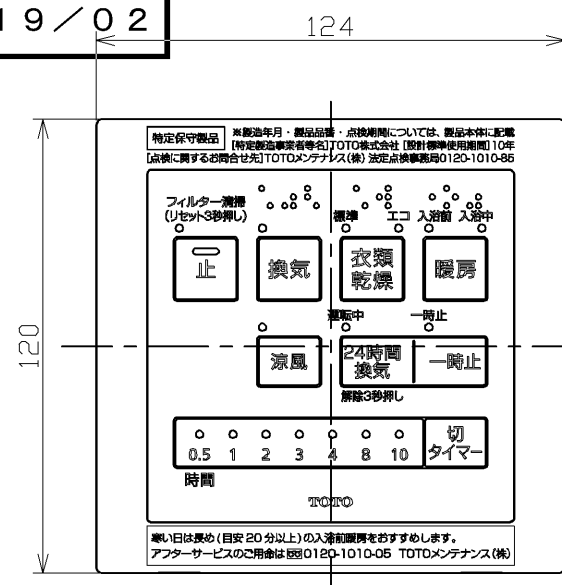 19／02
124
120
特定保守製品
※製造年月・製品品番・点検期間については、製品本体に記載
[特定製造事業者等名]TOTO株式会社 [設計標準使用期間]10年
[点検に関するお問合せ先]TOTOメンテナンス(株) 法定点検事務局0120-1010-85
フィルター清掃
(リセット3秒押し)
標準 エコ 入浴前 入浴中
止
換気
衣類
乾燥
暖房
運転中 一時止
涼風
24時間
換気
一時止
解除3秒押し
0.5 1 2 3 4 8 10
切
タイマー
時間
TOTO
寒い日は長め(目安20分以上)の入浴前暖房をおすすめします。
アフターサービスのご用命は 0120-1010-05 TOTOメンテナンス(株)